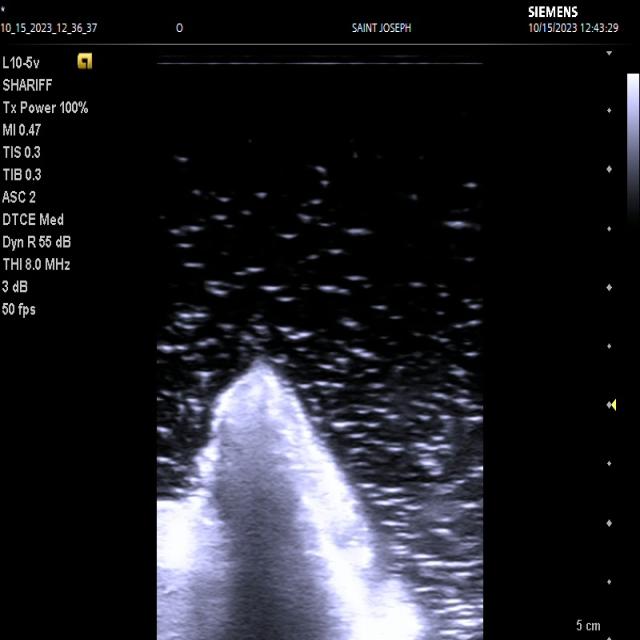 *
SIEMENS
10_15_2023_12_36_37 O SAINT JOSEPH 10/15/2023 12:43:29
L10-5v
SHARIFF
Tx Power 100%
MI 0.47
TIS 0.3
TIB 0.3
ASC 2
DTCE Med
Dyn R 55 dB
THI 8.0 MHz
3 dB
50 fps
5 cm